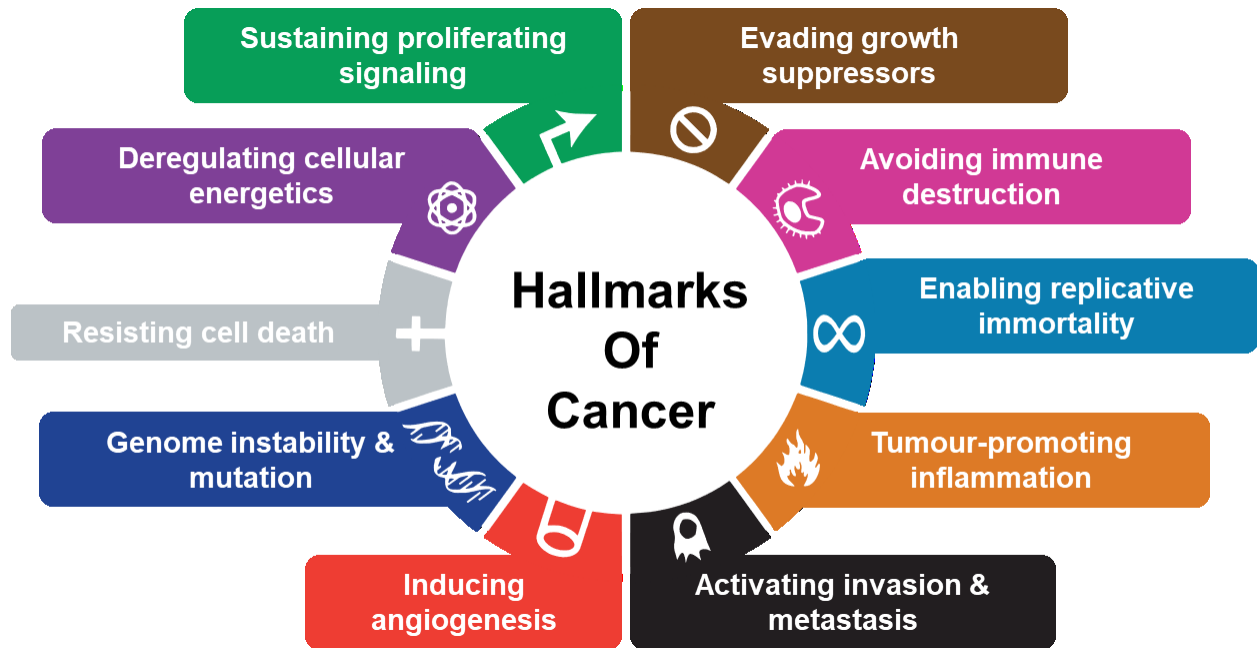 Sustaining proliferating
signaling
Evading growth
suppressors
Deregulating cellular
energetics
Avoiding immune
destruction
Enabling replicative
immortality
Resisting cell death
Hallmarks
Of
Cancer
Genome instability &
mutation
Tumour-promoting
inflammation
Inducing
angiogenesis
Activating invasion &
metastasis